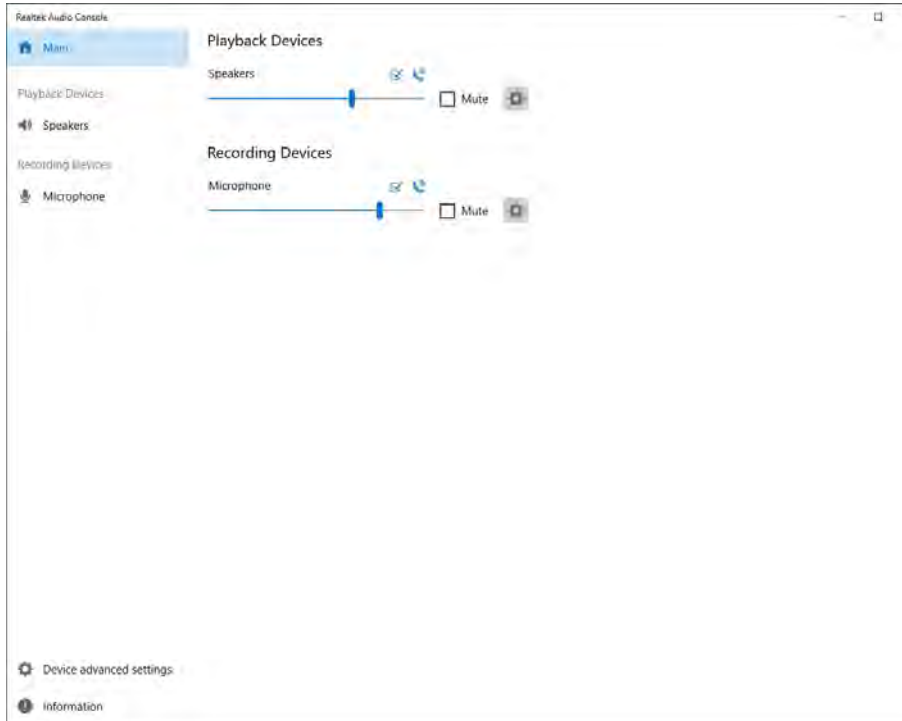 Realtek Audio Console
Main
Playback Devices
Speakers
Recording Devices
Microphone
Device advanced settings
Information
Playback Devices
Speakers
Mute
Recording Devices
Microphone
Mute